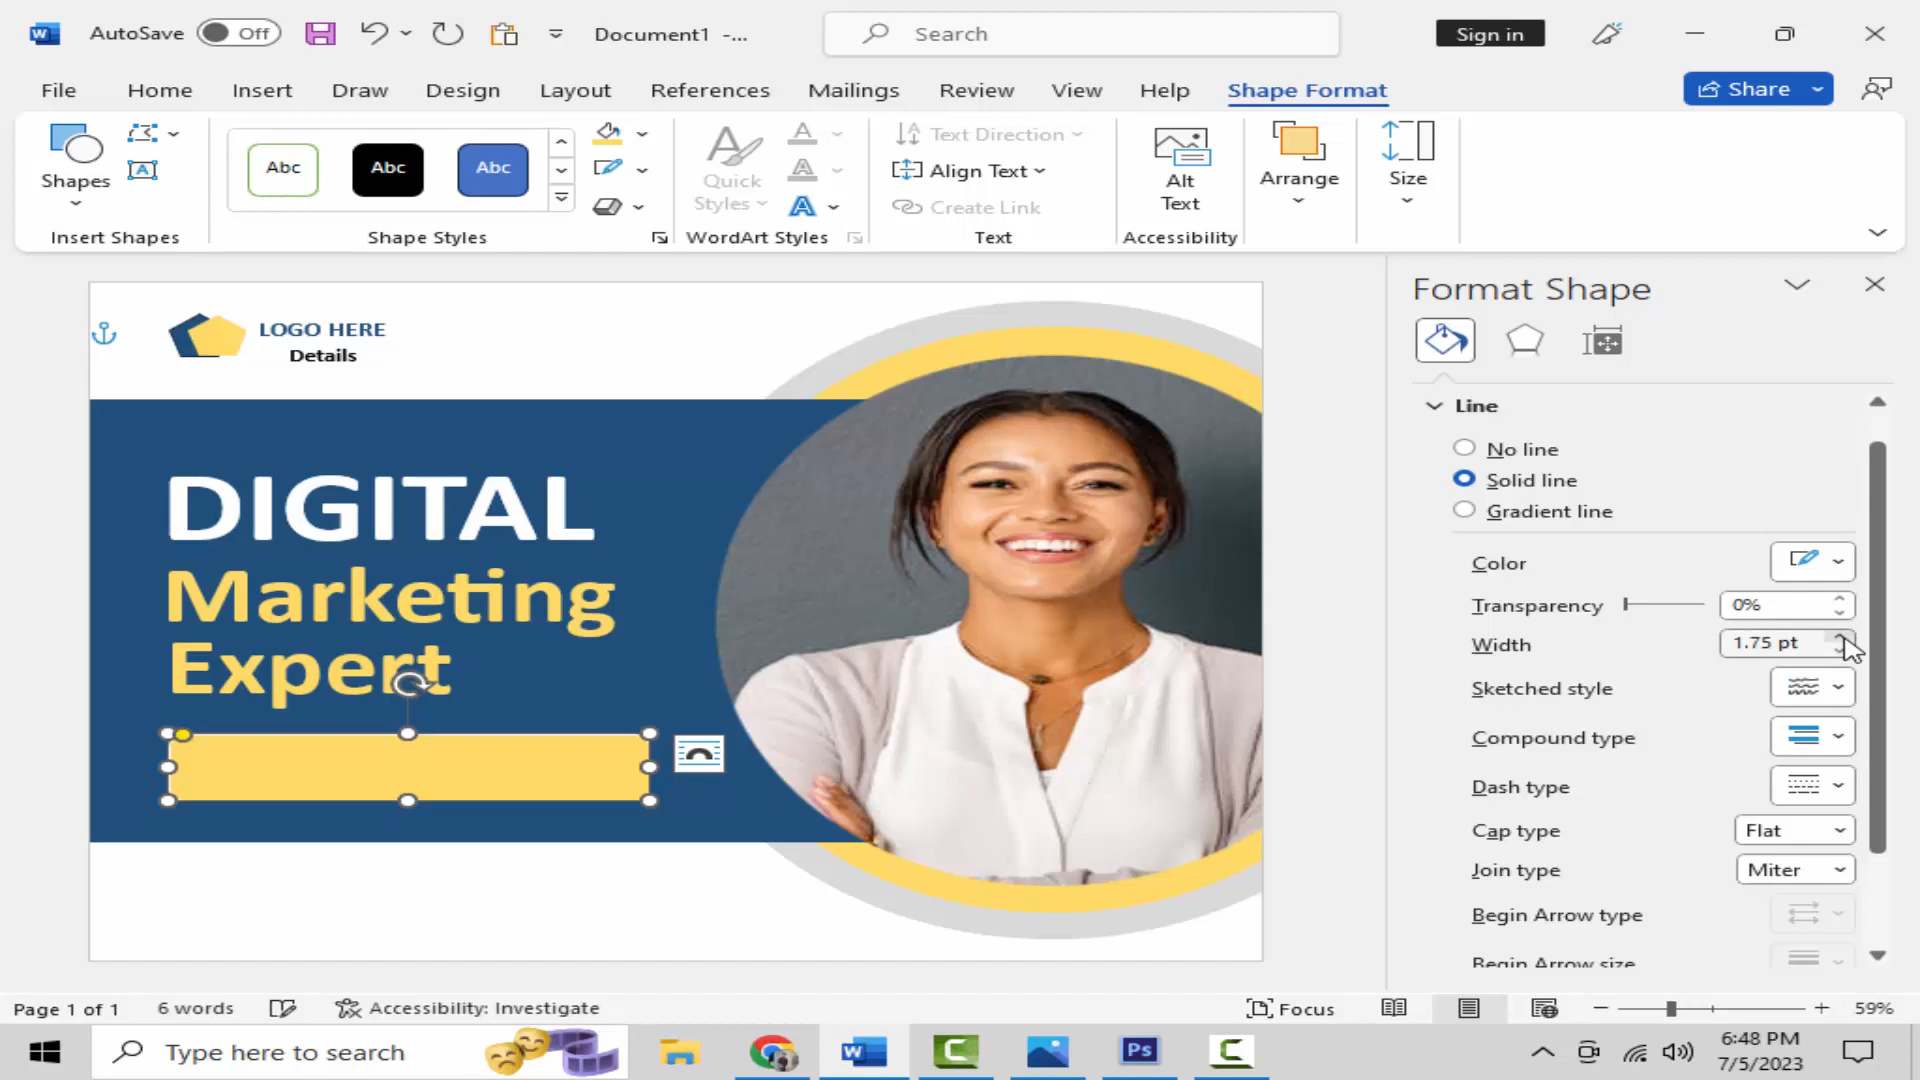 AutoSave Off Document1 -... Search Sign in
File Home Insert Draw Design Layout References Mailings Review View Help Shape Format Share
Shapes
Insert Shapes
Abc Abc Abc
Shape Styles
Quick
Styles
WordArt Styles
Text Direction
Align Text
Create Link
Text
Alt
Text
Accessibility
Arrange
Size
LOGO HERE
Details
DIGITAL
Marketing
Expert
Format Shape
Line
No line
Solid line
Gradient line
Color
Transparency 0%
Width 1.75 pt
Sketched style
Compound type
Dash type
Cap type Flat
Join type Miter
Begin Arrow type
Begin Arrow size
Page 1 of 1 6 words Accessibility: Investigate Focus 59%
Type here to search
Ps
6:48 PM
7/5/2023